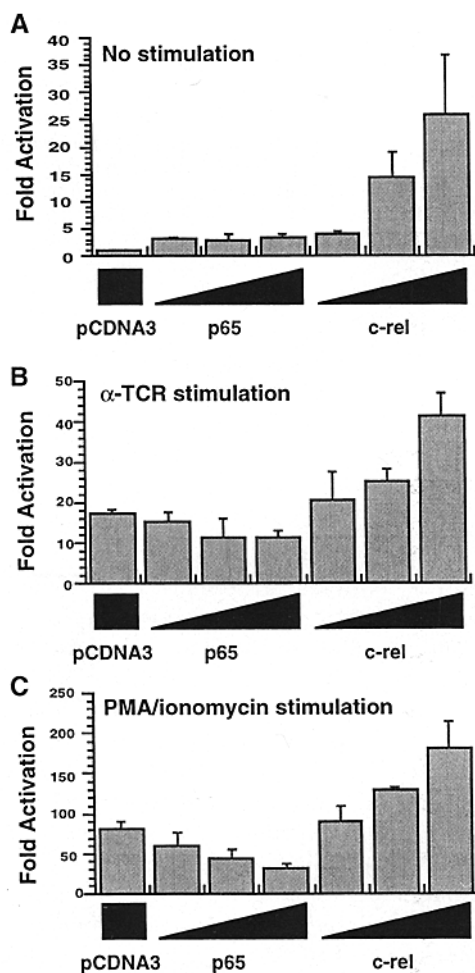 A
No stimulation
Fold Activation
40
35
30
25
20
15
10
5
0
pCDNA3 p65 c-rel
B
α-TCR stimulation
Fold Activation
50
40
30
20
10
0
pCDNA3 p65 c-rel
C
PMA/ionomycin stimulation
Fold Activation
250
200
150
100
50
0
pCDNA3 p65 c-rel